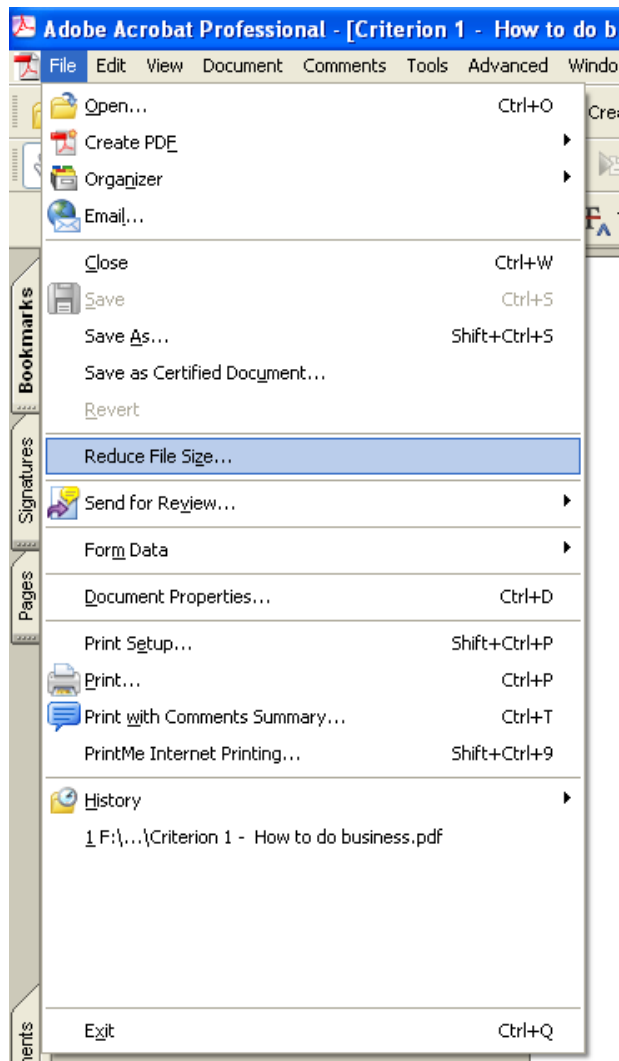 Adobe Acrobat Professional - [Criterion 1 - How to do b
File Edit View Document Comments Tools Advanced Windo
Open... Ctrl+O
Crea
Create PDF
Organizer
Email...
Close Ctrl+W
Save Ctrl+S
Save As... Shift+Ctrl+S
Save as Certified Document...
Revert
Reduce File Size...
Send for Review...
Form Data
Document Properties... Ctrl+D
Print Setup... Shift+Ctrl+P
Print... Ctrl+P
Print with Comments Summary... Ctrl+T
PrintMe Internet Printing... Shift+Ctrl+9
History
1 F:\...\Criterion 1 - How to do business.pdf
Exit Ctrl+Q
Bookmarks
Signatures
Pages
ents